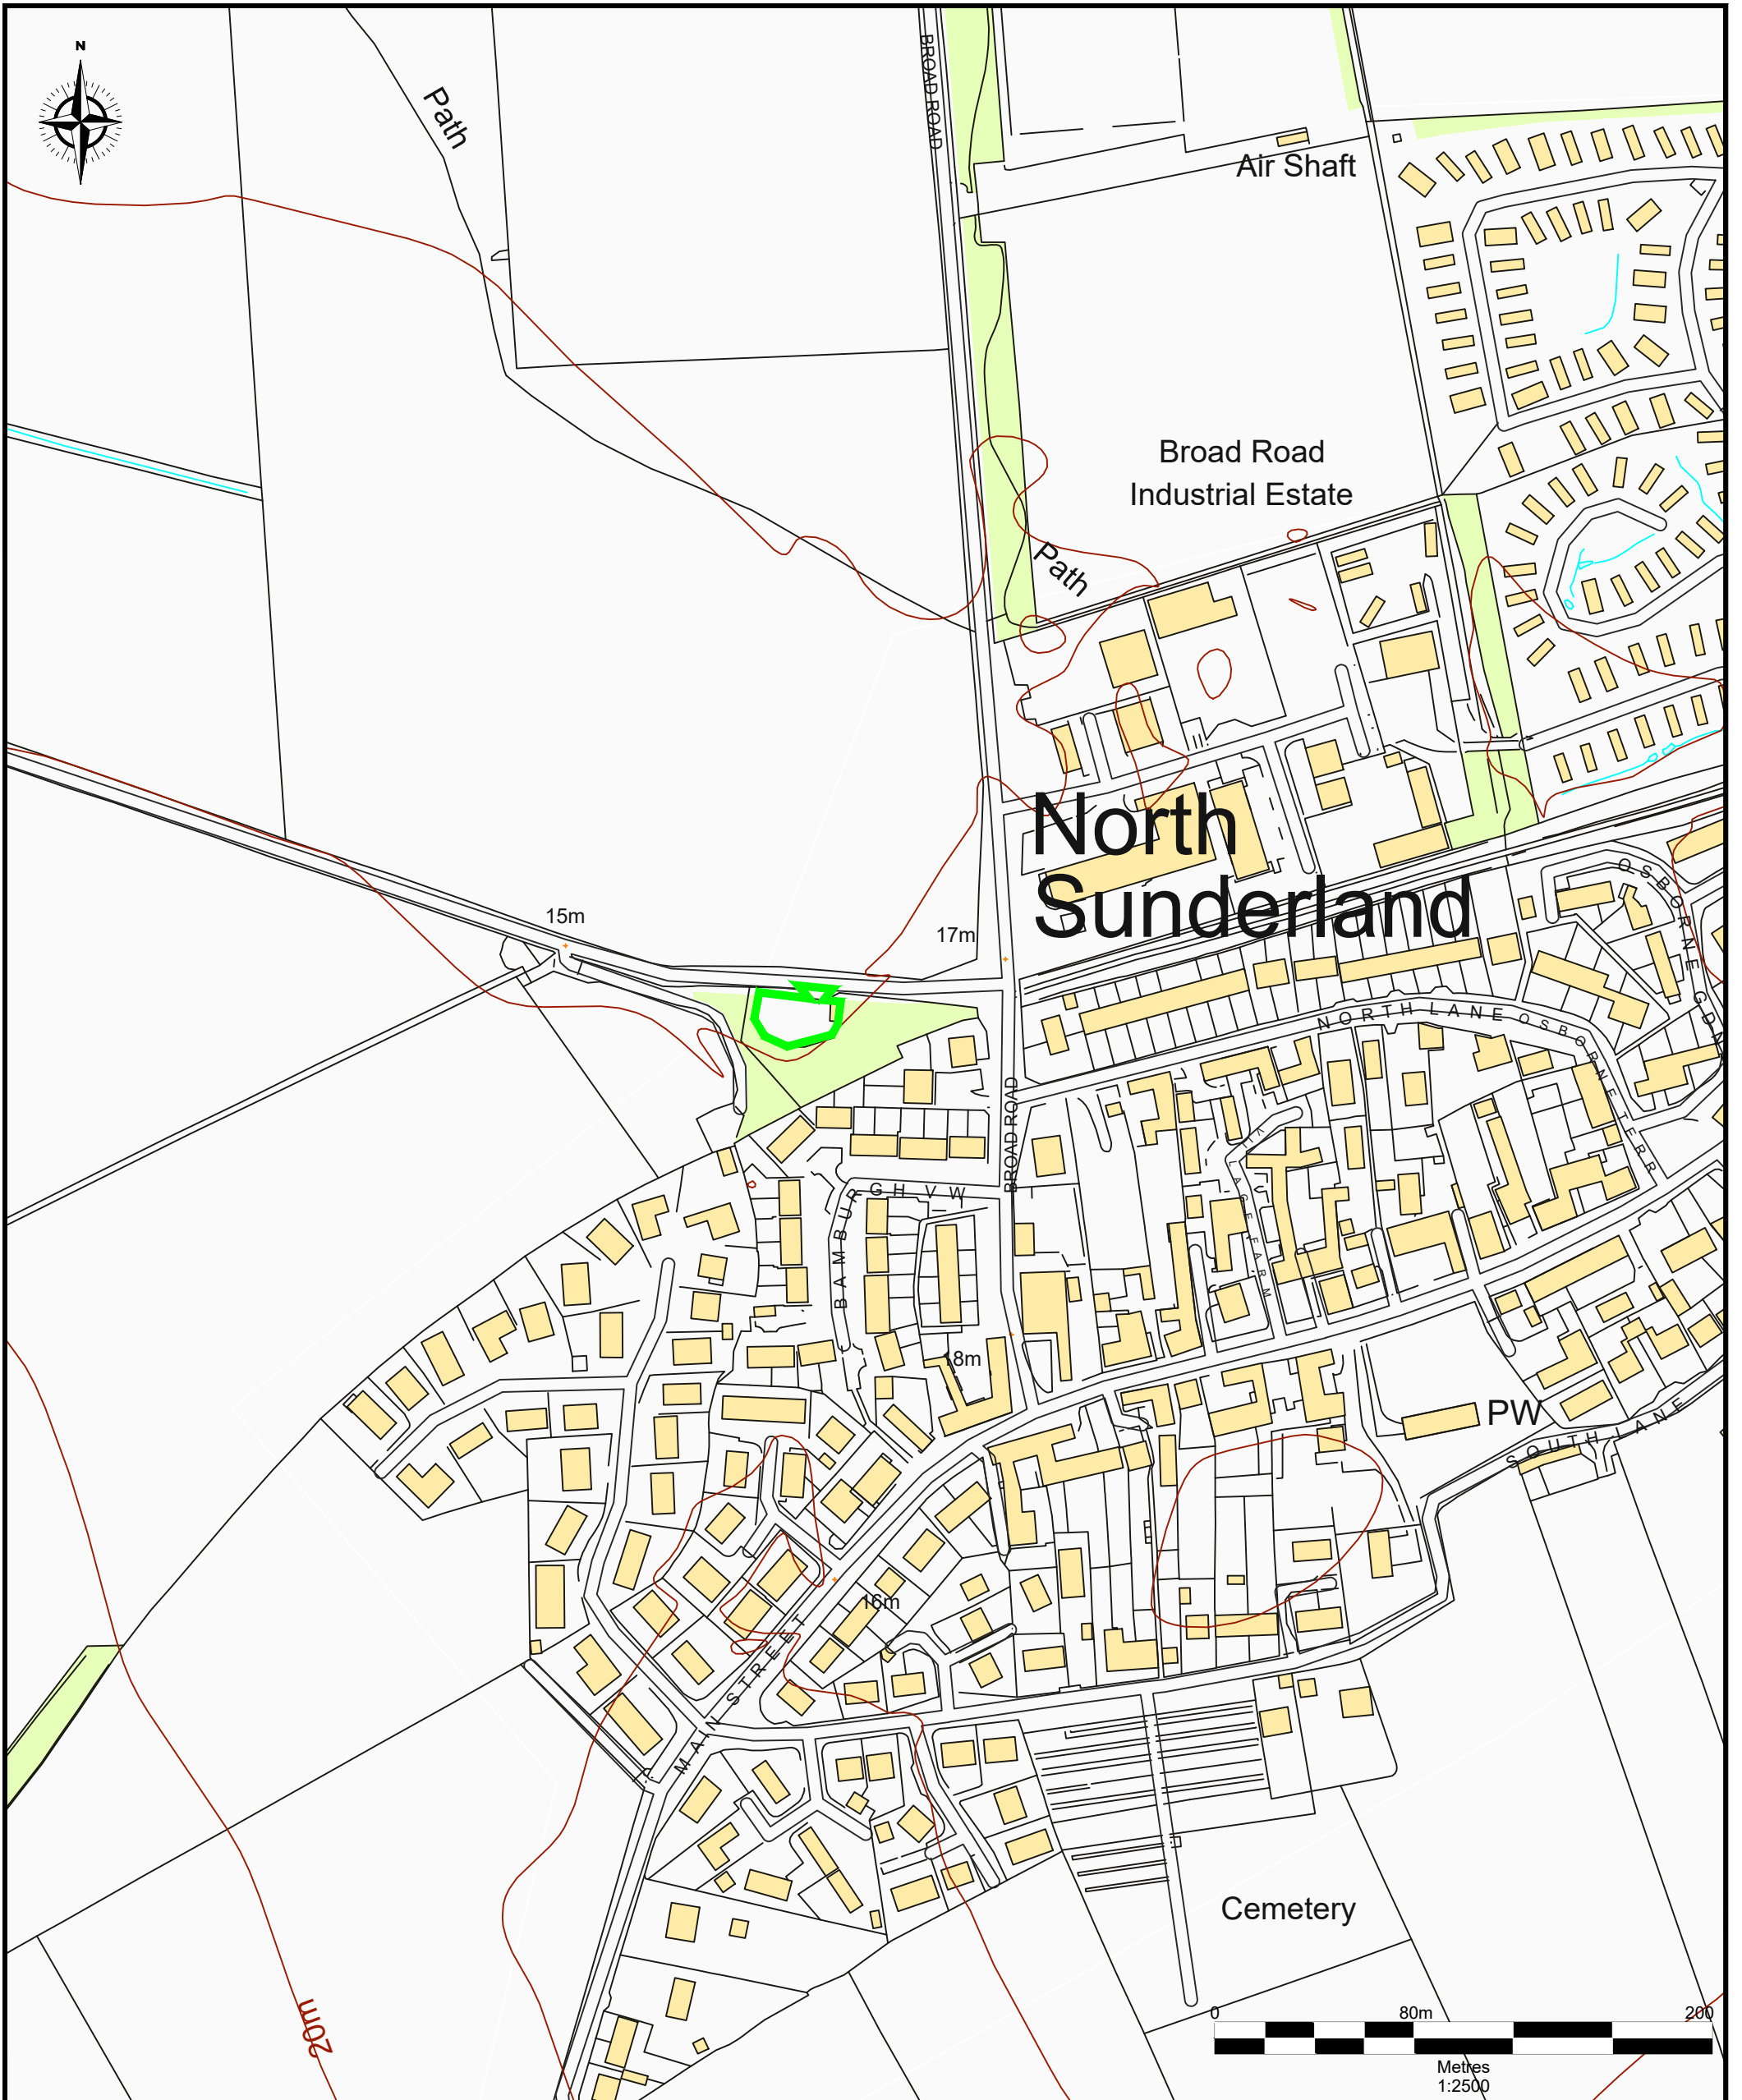 N
Path
BROAD ROAD
Air Shaft
Broad Road
Industrial Estate
Path
North
Sunderland
OSBORNE GDNS
15m
17m
NORTH LANE
OSBORNE TERR
BROAD ROAD
BAMBURGH VW
VILLAGE FARM
18m
PW
SOUTH LANE
16m
MAIN STREET
Cemetery
20m
0 80m 200
Metres
1:2500